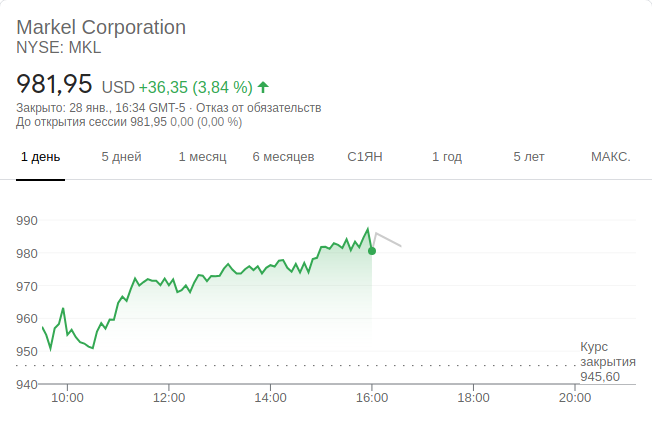 Markel Corporation
NYSE: MKL
981,95 USD +36,35 (3,84 %)
Закрыто: 28 янв., 16:34 GMT-5 · Отказ от обязательств
До открытия сессии 981,95 0,00 (0,00 %)
1 день 5 дней 1 месяц 6 месяцев С1ЯН 1 год 5 лет МАКС.
990
980
970
960
950
Курс
закрытия
945,60
940
10:00 12:00 14:00 16:00 18:00 20:00